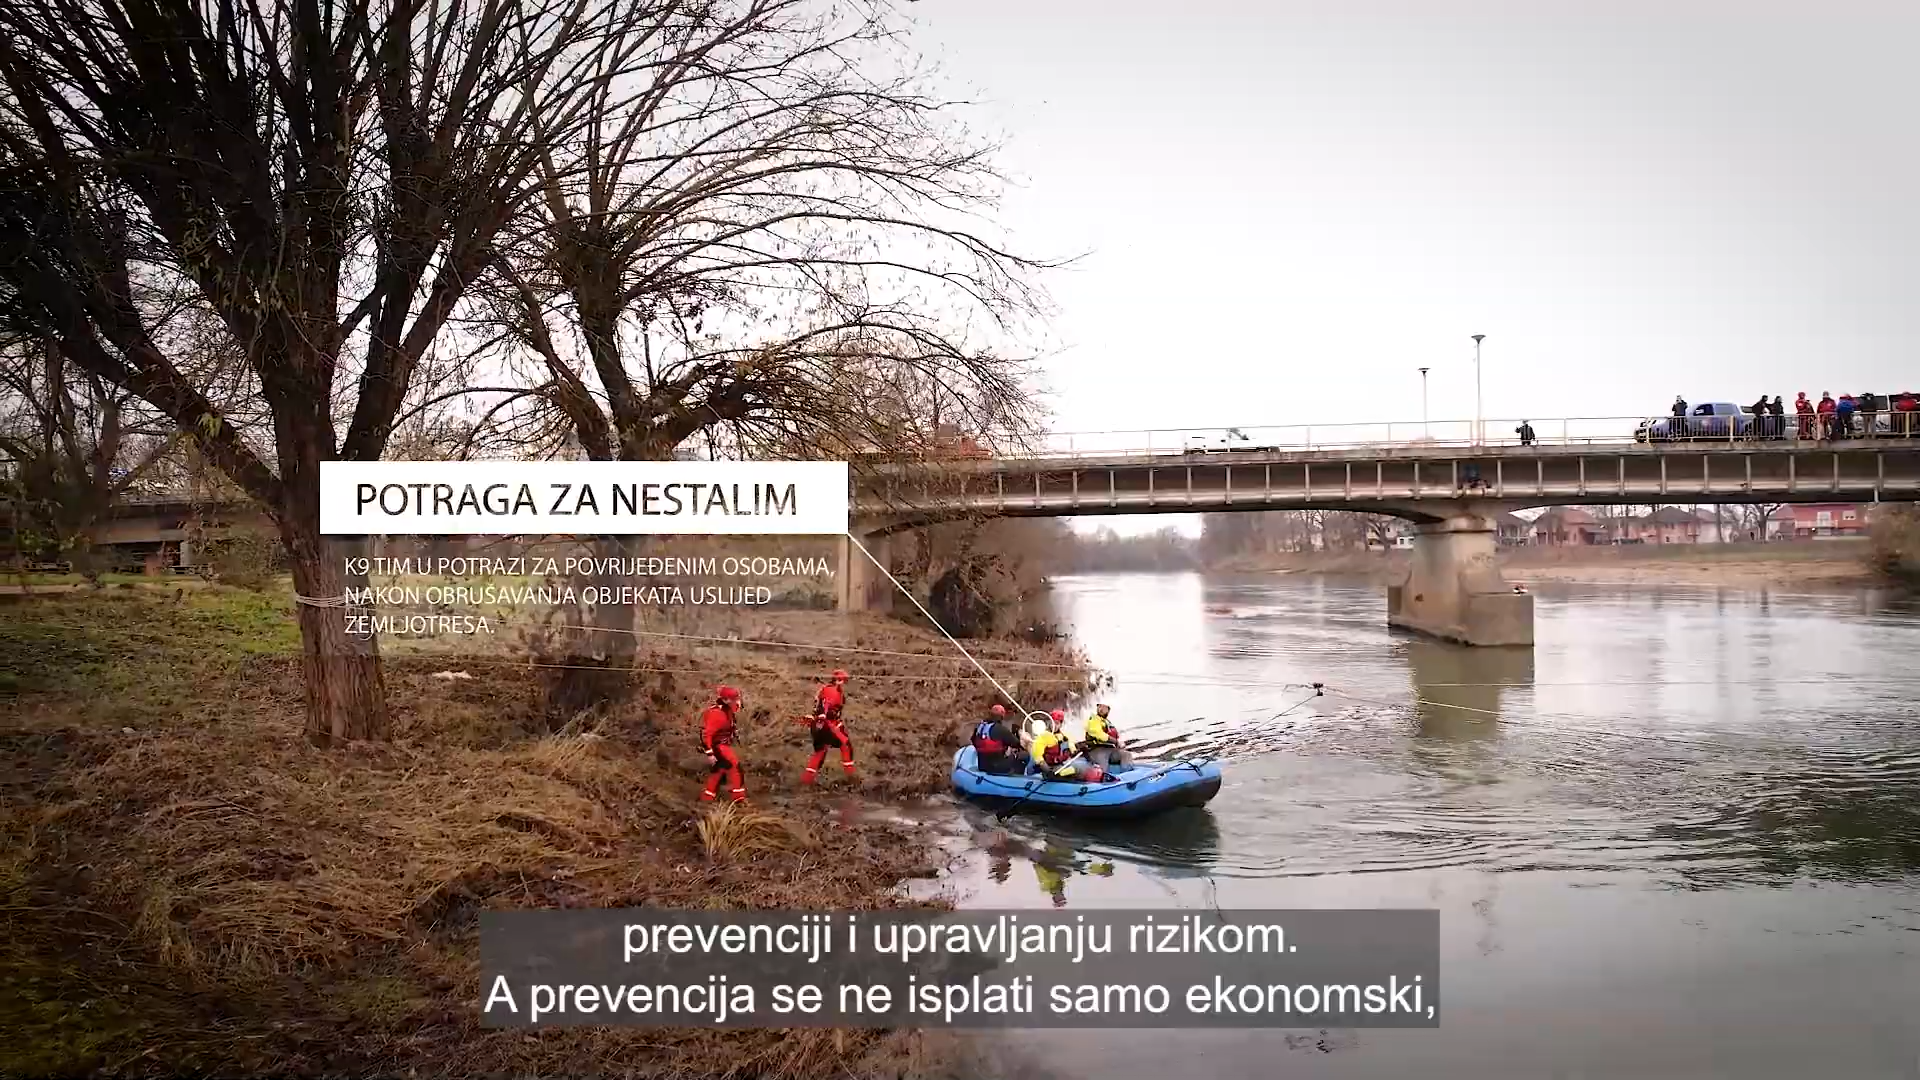 POTRAGA ZA NESTALIM
K9 TIM U POTRAZI ZA POVRIJEĐENIM OSOBAMA,
NAKON OBRUŠAVANJA OBJEKATA USLIJED
ZEMLJOTRESA.
prevenciji i upravljanju rizikom.
A prevencija se ne isplati samo ekonomski,